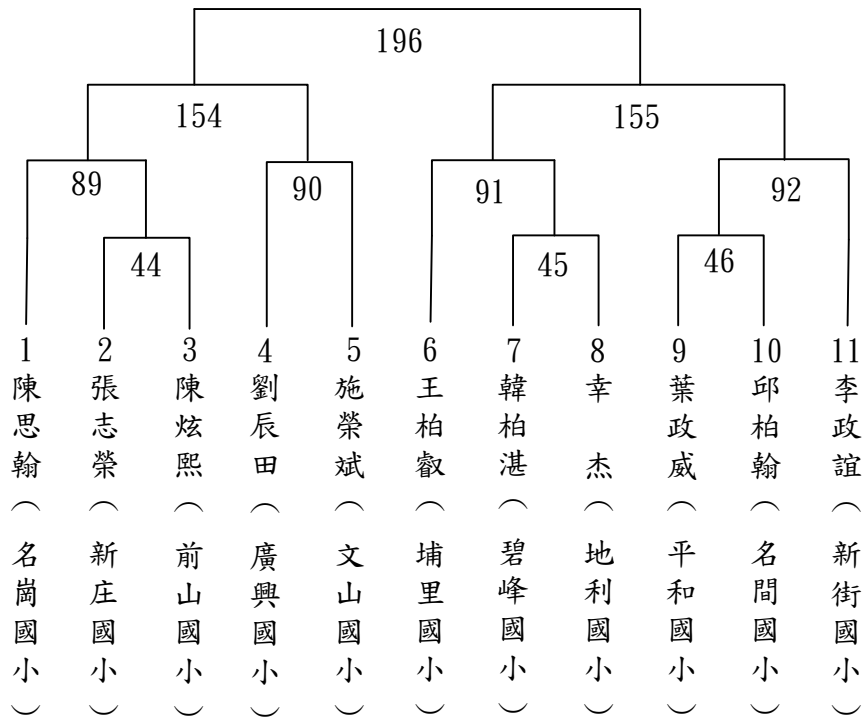 196
154
155
89
90
91
92
44
45
46
1
陳思翰（名崗國小）
2
張志榮（新庄國小）
3
陳炫熙（前山國小）
4
劉辰田（廣興國小）
5
施榮斌（文山國小）
6
王柏叡（埔里國小）
7
韓柏湛（碧峰國小）
8
幸 杰（地利國小）
9
葉政威（平和國小）
10
邱柏翰（名間國小）
11
李政誼（新街國小）